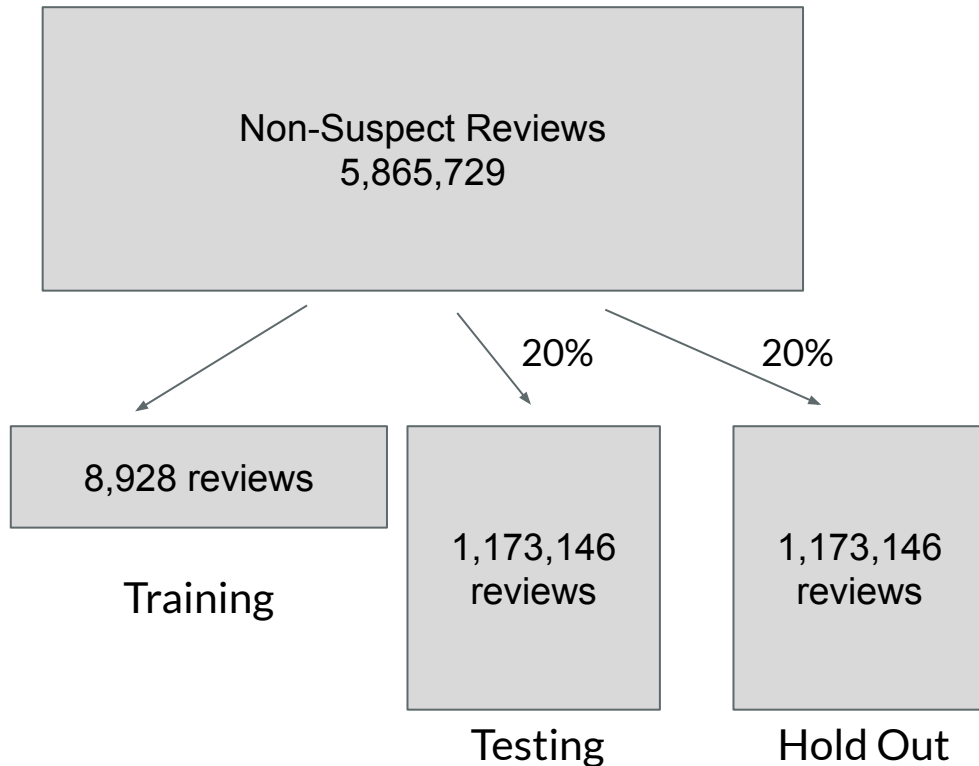 Non-Suspect Reviews
5,865,729
20%
20%
8,928 reviews
Training
1,173,146
reviews
Testing
1,173,146
reviews
Hold Out